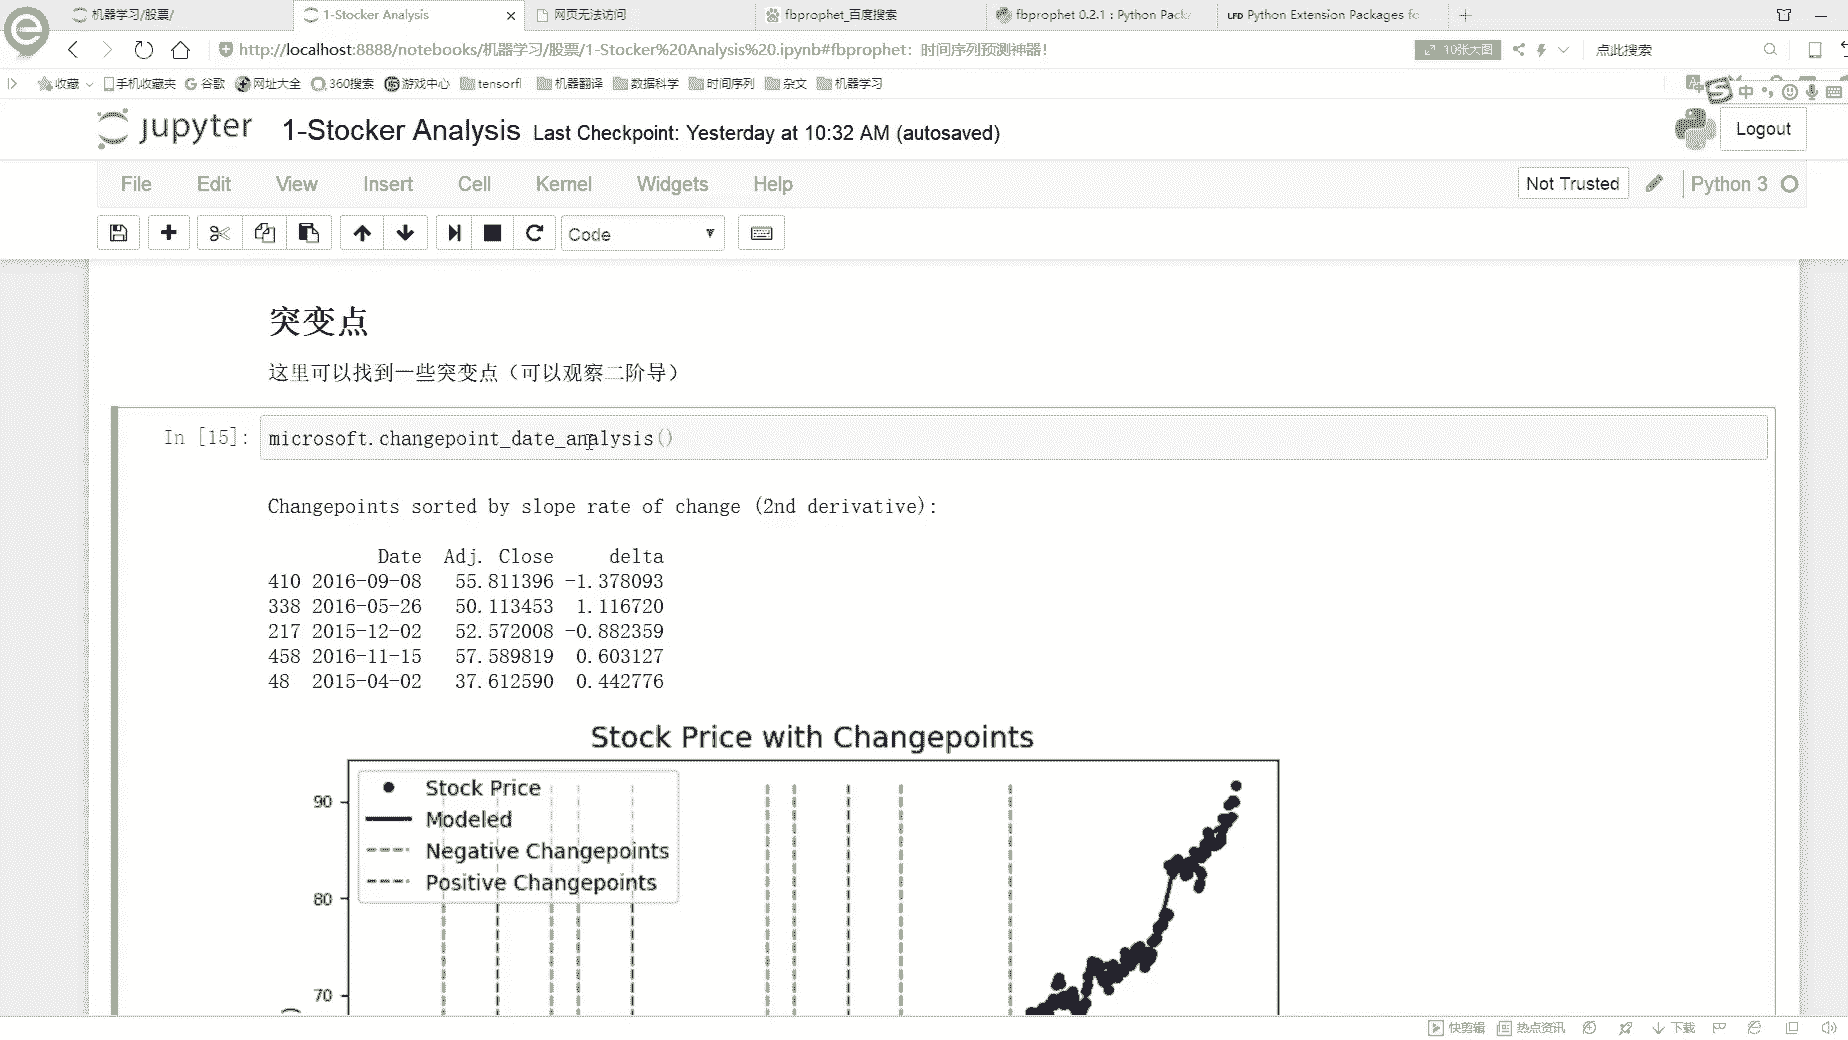 机器学习/股票/
1-Stocker Analysis
网页无法访问
fbprophet_百度搜索
fbprophet 0.2.1 : Python Pack
LFD Python Extension Packages fo
http://localhost:8888/notebooks/机器学习/股票/1-Stocker%20Analysis%20.ipynb#fbprophet：时间序列预测神器！
10张大图
点此搜索
收藏
手机收藏夹
谷歌
网址大全
360搜索
游戏中心
tensorfl
机器翻译
数据科学
时间序列
杂文
机器学习
中
jupyter
1-Stocker Analysis Last Checkpoint: Yesterday at 10:32 AM (autosaved)
Logout
File Edit View Insert Cell Kernel Widgets Help
Not Trusted
Python 3
Code
突变点
这里可以找到一些突变点（可以观察二阶导）
In [15]: microsoft.changepoint_date_analysis()
Changepoints sorted by slope rate of change (2nd derivative):
Date Adj. Close delta
410 2016-09-08 55.811396 -1.378093
338 2016-05-26 50.113453 1.116720
217 2015-12-02 52.572008 -0.882359
458 2016-11-15 57.589819 0.603127
48 2015-04-02 37.612590 0.442776
Stock Price with Changepoints
Stock Price
Modeled
Negative Changepoints
Positive Changepoints
90
80
70
快剪辑
热点资讯
下载